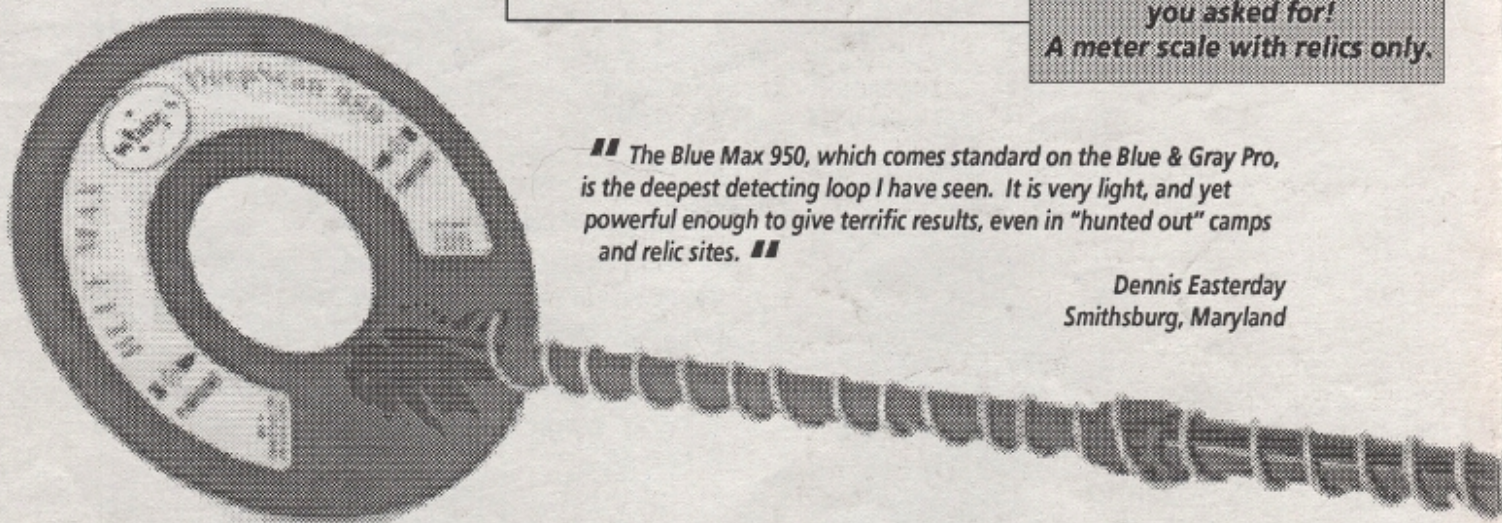 you asked for!
A meter scale with relics only.
" The Blue Max 950, which comes standard on the Blue & Gray Pro,
is the deepest detecting loop I have seen. It is very light, and yet
powerful enough to give terrific results, even in "hunted out" camps
and relic sites. "
Dennis Easterday
Smithsburg, Maryland
BLUE MAX